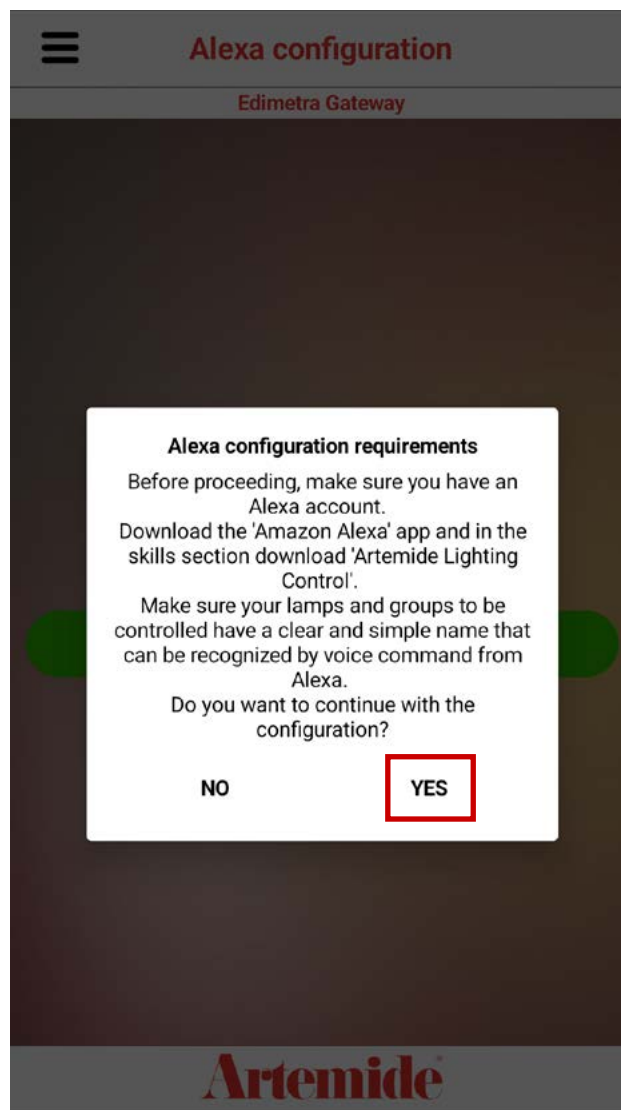 Alexa configuration
Edimetra Gateway
Alexa configuration requirements
Before proceeding, make sure you have an
Alexa account.
Download the 'Amazon Alexa' app and in the
skills section download 'Artemide Lighting
Control'.
Make sure your lamps and groups to be
controlled have a clear and simple name that
can be recognized by voice command from
Alexa.
Do you want to continue with the
configuration?
NO YES
Artemide